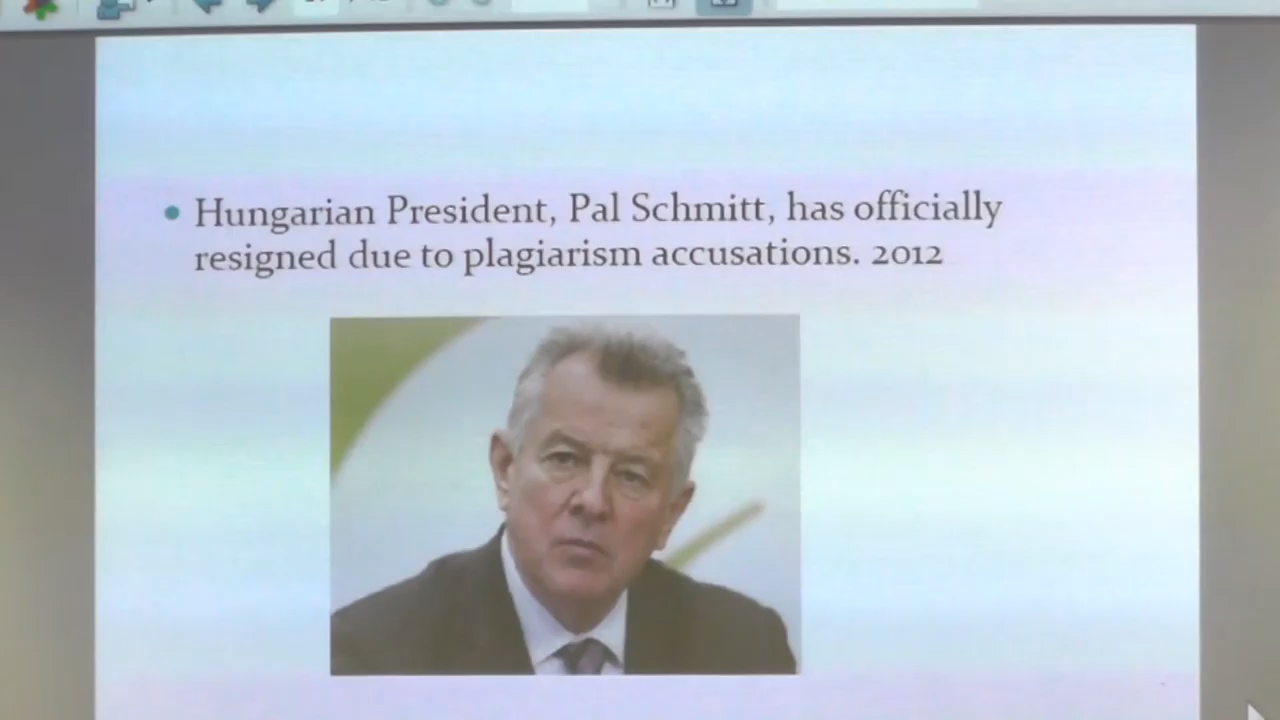 Hungarian President, Pal Schmitt, has officially
resigned due to plagiarism accusations. 2012